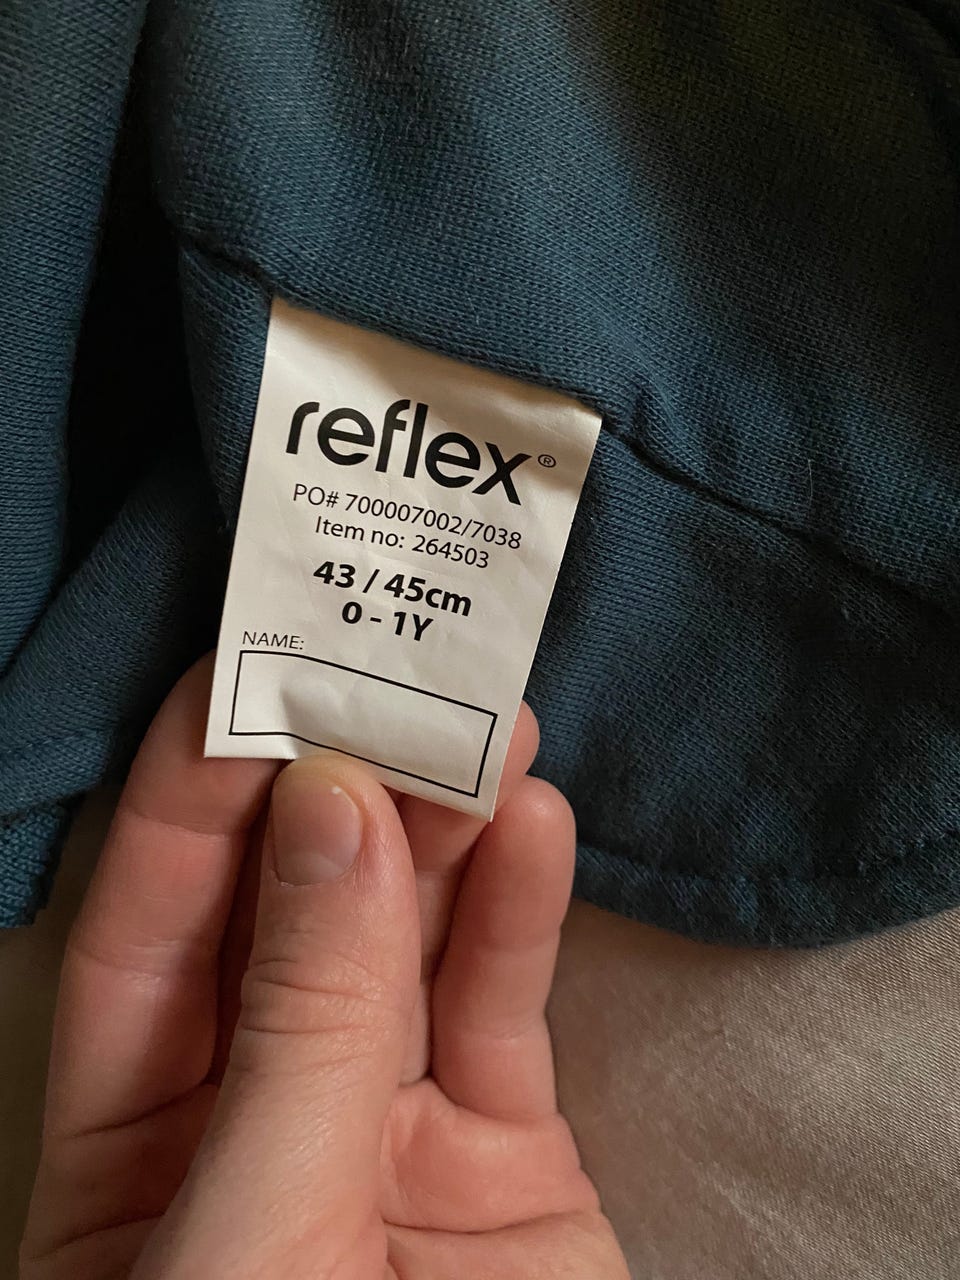 reflex®
PO# 700007002/7038
Item no: 264503
43 / 45cm
0 - 1Y
NAME: